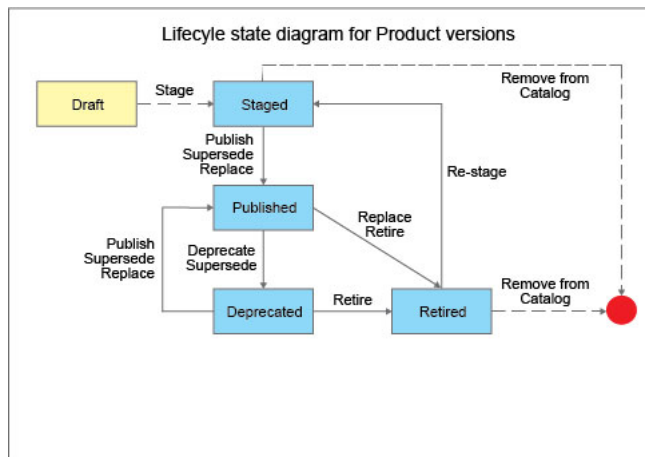 Lifecyle state diagram for Product versions
Stage
Remove from
Catalog
Draft
Staged
Publish
Supersede
Replace
Re-stage
Published
Replace
Retire
Publish
Supersede
Replace
Deprecate
Supersede
Remove from
Catalog
Deprecated
Retire
Retired